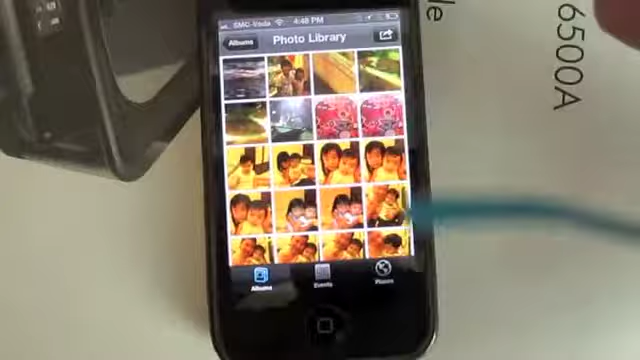 SMC-Voda 4:48 PM
Albums Photo Library
Albums Events Places
le
6500A